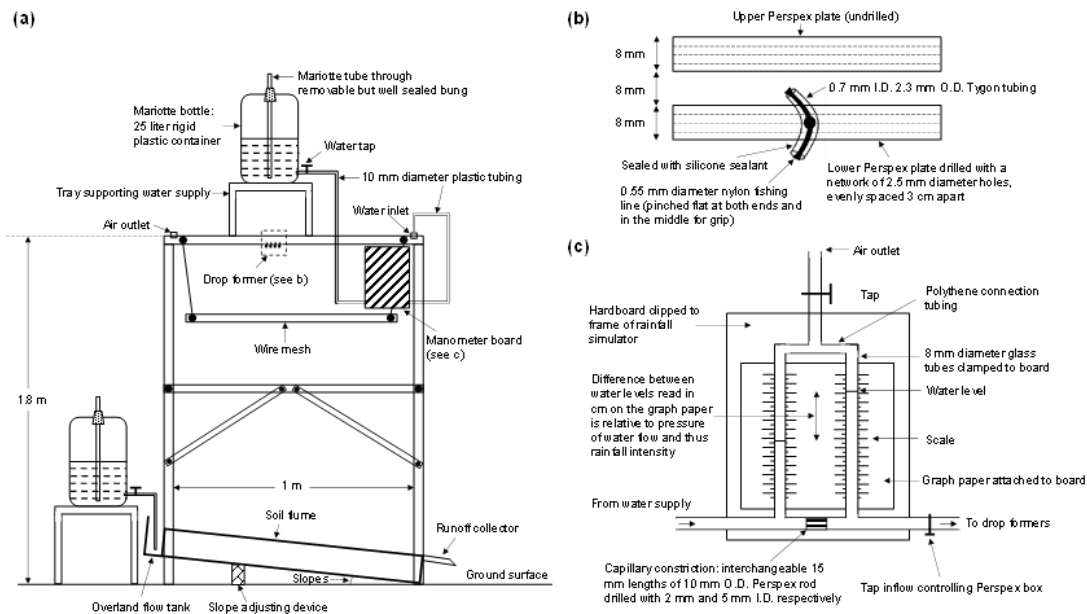 (a)
Mariotte tube through
removable but well sealed bung
Mariotte bottle:
25 liter rigid
plastic container
Water tap
10 mm diameter plastic tubing
Tray supporting water supply
Water inlet
Air outlet
Drop former (see b)
Wire mesh
Manometer board
(see c)
1.8 m
1 m
Soil flume
Runoff collector
Slopes
Ground surface
Overland flow tank
Slope adjusting device
(b)
Upper Perspex plate (undrilled)
8 mm
8 mm
8 mm
0.7 mm I.D. 2.3 mm O.D. Tygon tubing
Sealed with silicone sealant
0.55 mm diameter nylon fishing
line (pinched flat at both ends and
in the middle for grip)
Lower Perspex plate drilled with a
network of 2.5 mm diameter holes,
evenly spaced 3 cm apart
(c)
Air outlet
Tap
Polythene connection
tubing
Hardboard clipped to
frame of rainfall
simulator
8 mm diameter glass
tubes clamped to board
Difference between
water levels read in
cm on the graph paper
is relative to pressure
of water flow and thus
rainfall intensity
Water level
Scale
Graph paper attached to board
From water supply
To drop formers
Capillary constriction: interchangeable 15
mm lengths of 10 mm O.D. Perspex rod
drilled with 2 mm and 5 mm I.D. respectively
Tap inflow controlling Perspex box